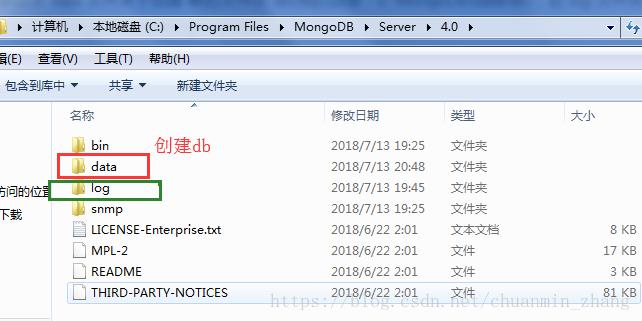 计算机 ▸ 本地磁盘 (C:) ▸ Program Files ▸ MongoDB ▸ Server ▸ 4.0 ▸
(E) 查看(V) 工具(T) 帮助(H)
包含到库中 共享 新建文件夹
名称 修改日期 类型 大小
bin 2018/7/13 19:25 文件夹
创建db
data 2018/7/13 20:48 文件夹
访问的位置
log 2018/7/13 19:45 文件夹
下载
snmp 2018/7/13 19:25 文件夹
LICENSE-Enterprise.txt 2018/6/22 2:01 文本文档 8 KB
MPL-2 2018/6/22 2:01 文件 17 KB
README 2018/6/22 2:01 文件 3 KB
THIRD-PARTY-NOTICES 2018/6/22 2:01 文件 81 KB
https://blog.csdn.net/chuanmin_zhang